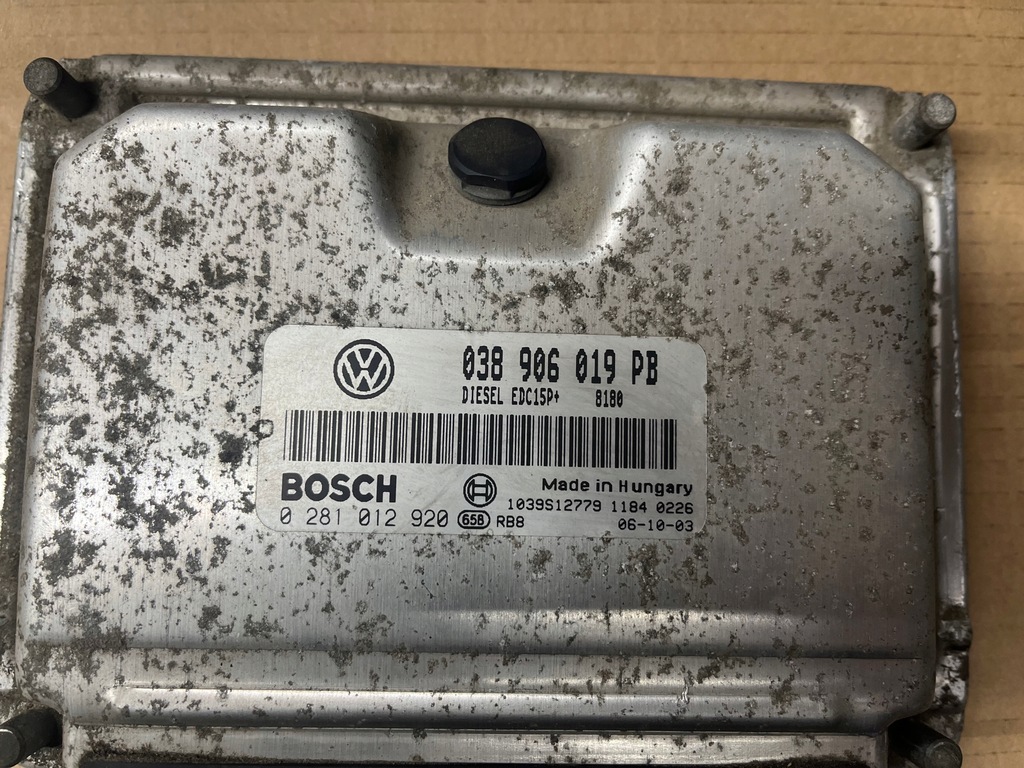 038 906 019 PB
DIESEL EDC15P+ 8180
BOSCH
Made in Hungary
1039S12779 1184 0226
0 281 012 920 658 RB8 06-10-03